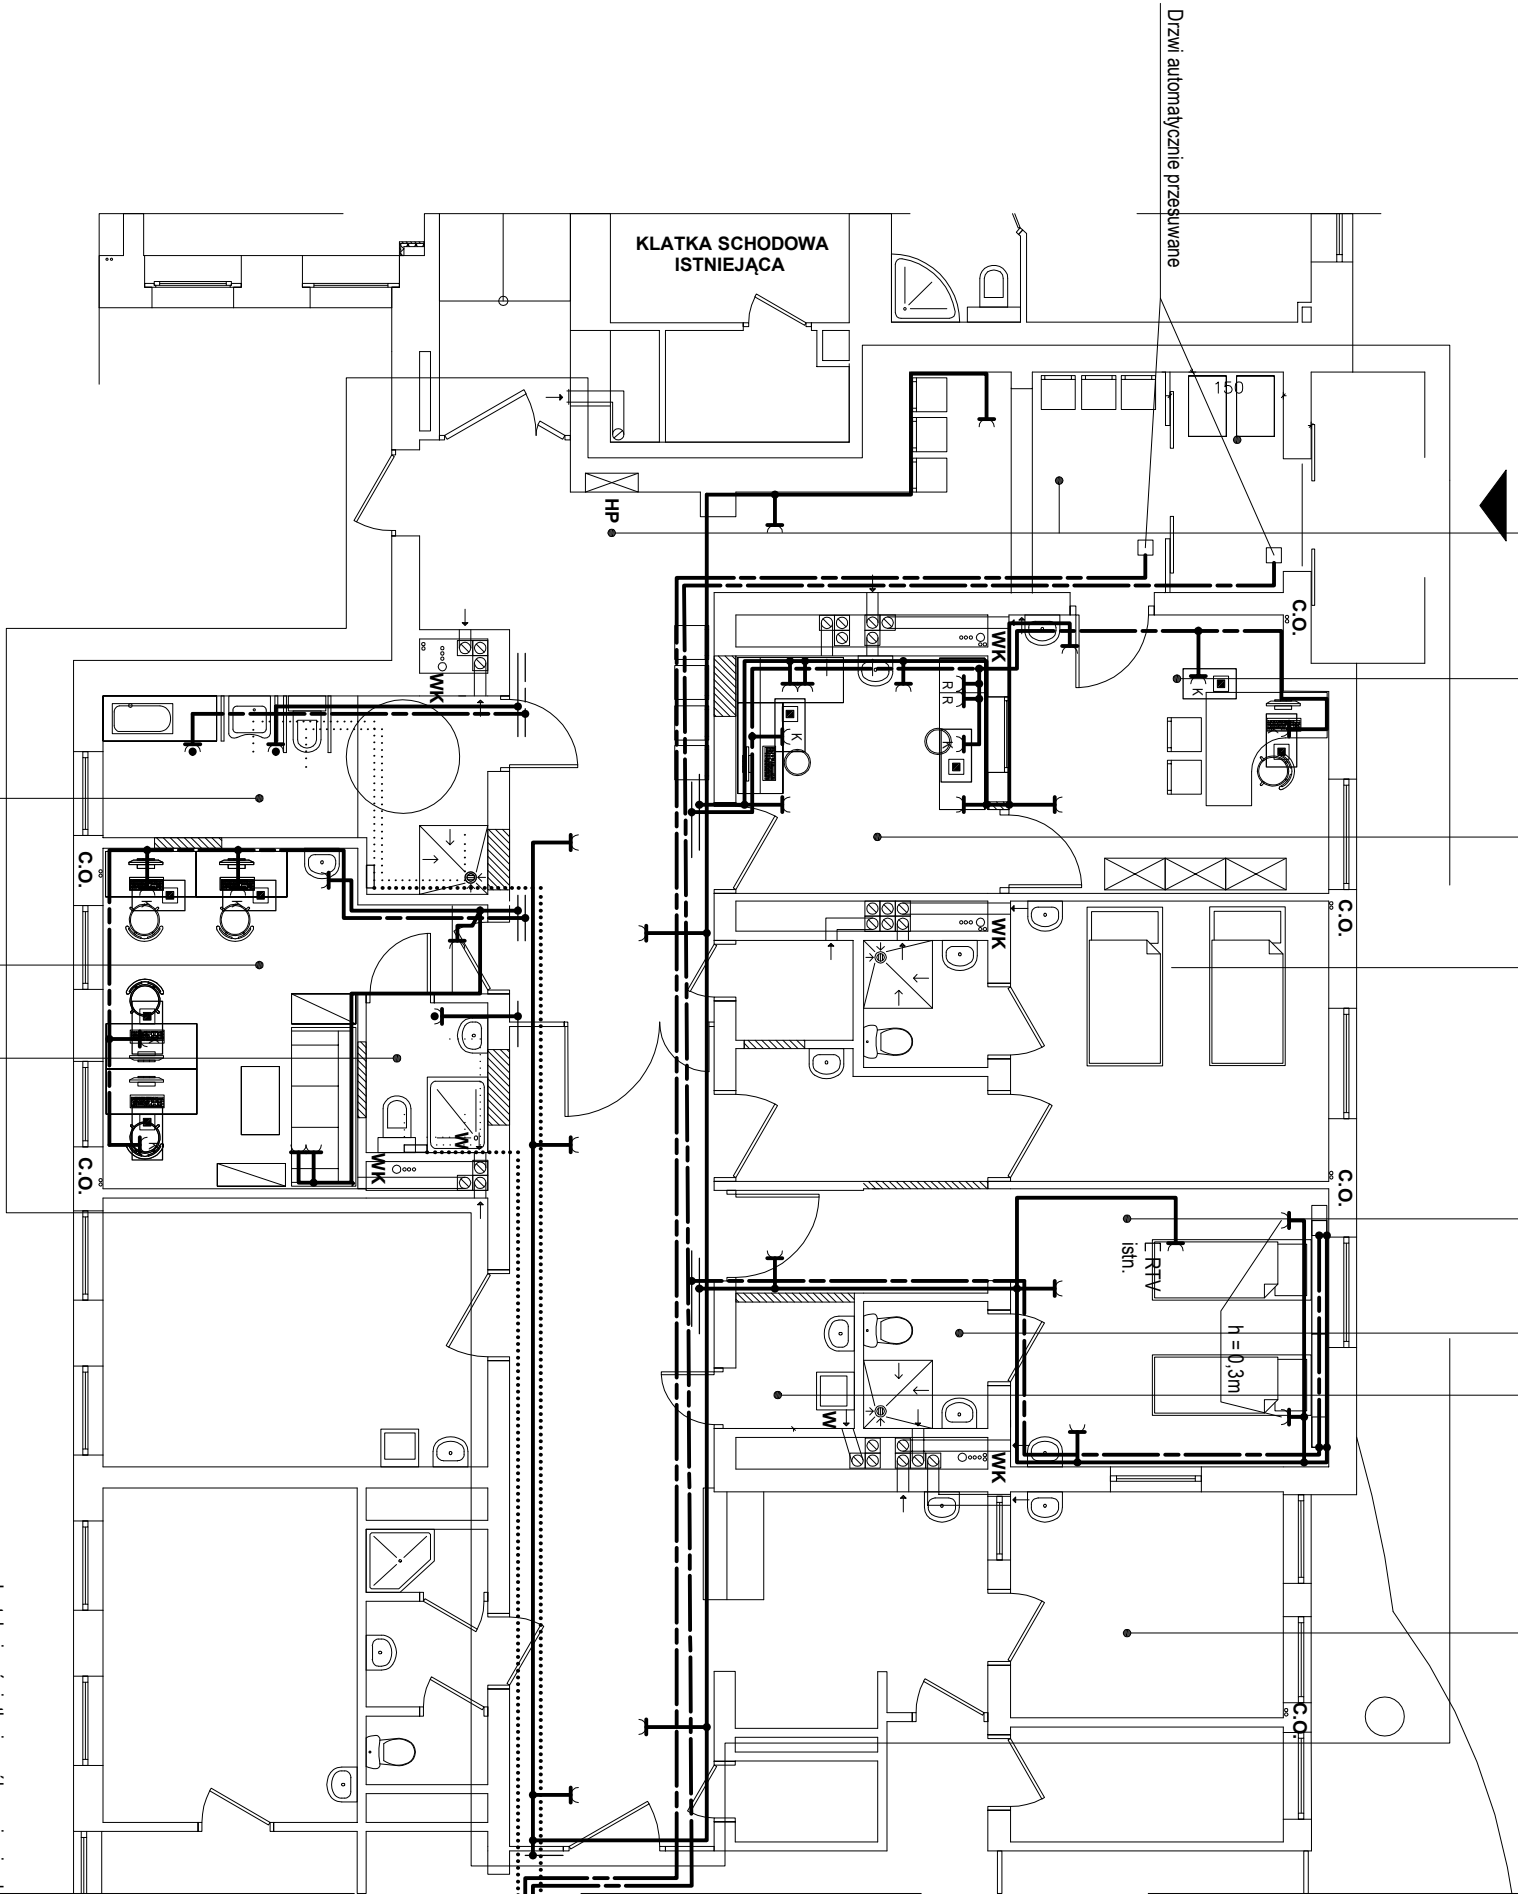 Drzwi automatycznie przesuwane
KLATKA SCHODOWA
ISTNIEJĄCA
150
HP
C.O.
WK
WK
R
R
K
K
K
K
C.O.
C.O.
WK
K
K
C.O.
W
WK
C.O.
RTV
istn.
h = 0,3m
W
WK
C.O.